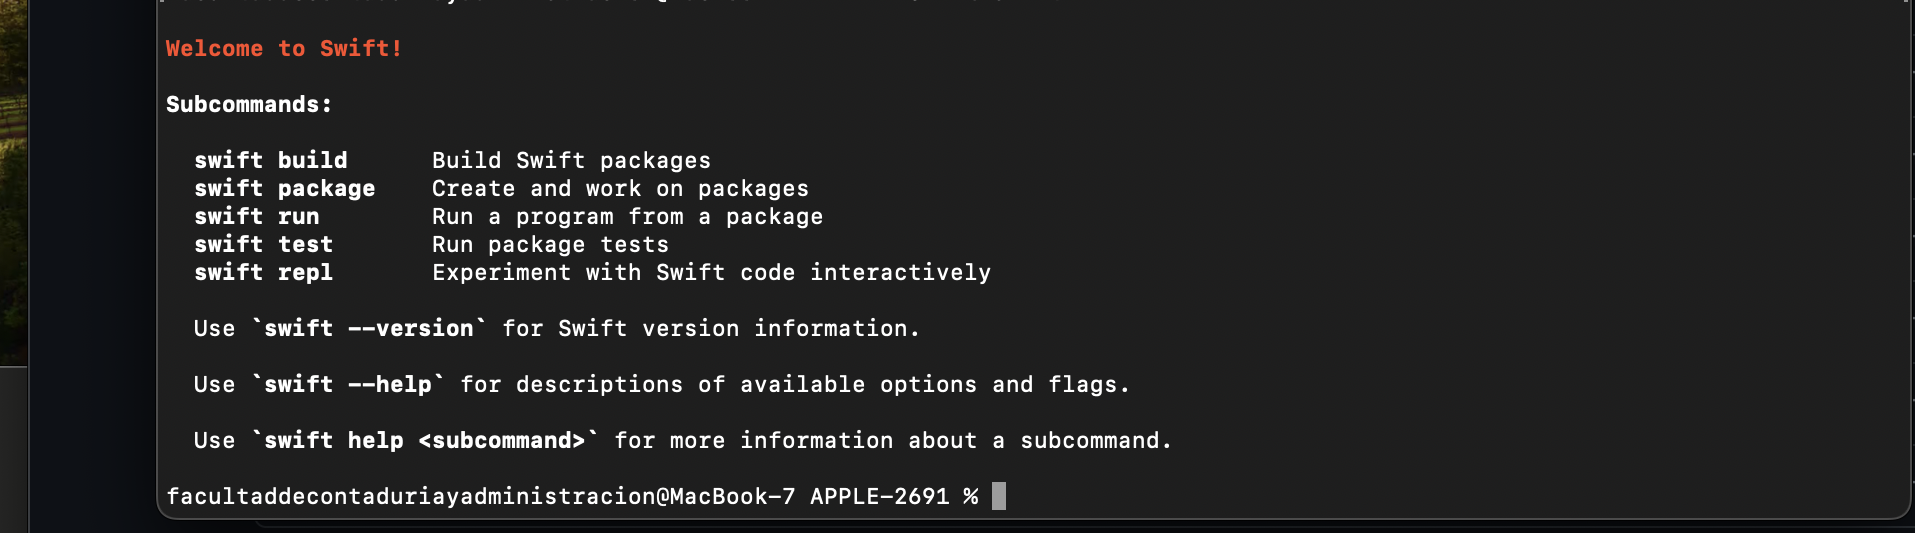 Welcome to Swift!
Subcommands:
swift build      Build Swift packages
swift package    Create and work on packages
swift run        Run a program from a package
swift test       Run package tests
swift repl       Experiment with Swift code interactively
Use `swift --version` for Swift version information.
Use `swift --help` for descriptions of available options and flags.
Use `swift help <subcommand>` for more information about a subcommand.
facultaddecontaduriayadministracion@MacBook-7 APPLE-2691 %